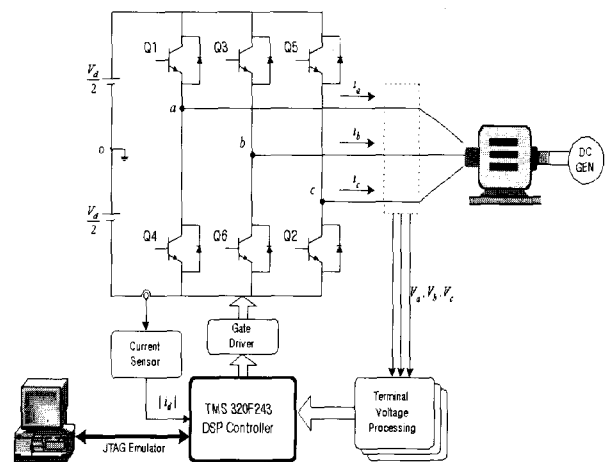 Q1
Q3
Q5
V_d
2
i_a
a
i_b
b
o
i_c
c
DC
GEN
V_d
2
Q4
Q6
Q2
V_a, V_b, V_c
Gate
Driver
Current
Sensor
|i_d|
TMS 320F243
DSP Controller
Terminal
Voltage
Processing
JTAG Emulator